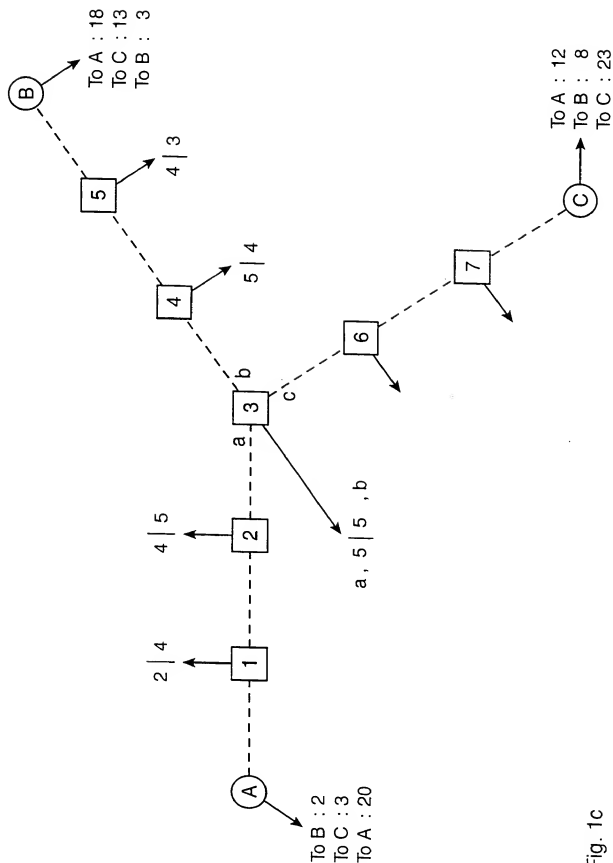 B
To A : 18
To C : 13
To B : 3
5
4 | 3
4
5 | 4
b
3
a
c
a , 5 | 5 , b
2
4 | 5
1
2 | 4
A
To B : 2
To C : 3
To A : 20
6
7
C
To A : 12
To B : 8
To C : 23
Fig. 1c